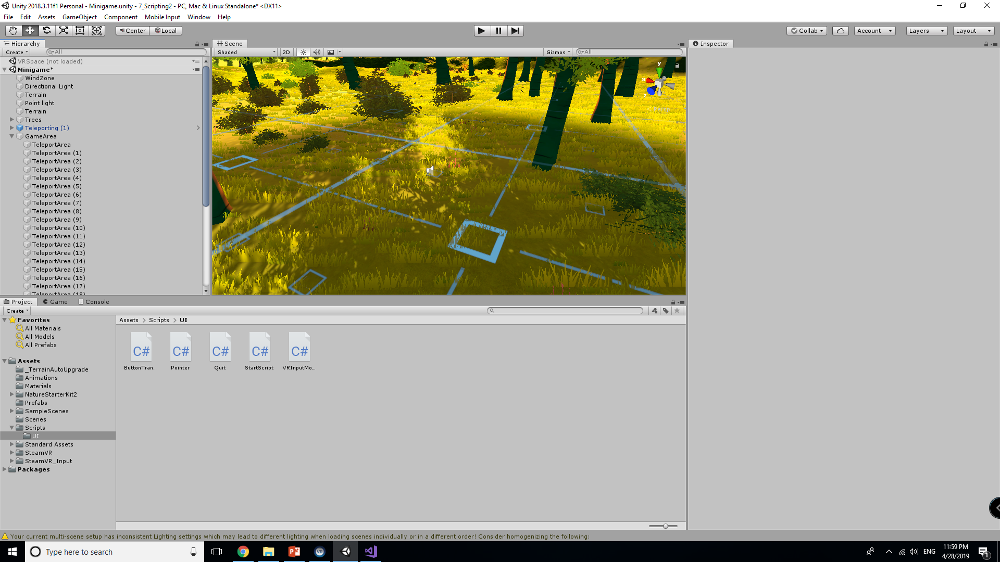 Unity 2018.3.11f1 Personal - Minigame.unity - 7_Scripting2 - PC, Mac & Linux Standalone* <DX11>
File Edit Assets GameObject Component Mobile Input Window Help
Center Local Collab Account Layers Layout
Hierarchy
Create All
VRSpace (not loaded)
Minigame*
WindZone
Directional Light
Terrain
Point light
Terrain
Trees
Teleporting (1)
GameArea
TeleportArea
TeleportArea (1)
TeleportArea (2)
TeleportArea (3)
TeleportArea (4)
TeleportArea (5)
TeleportArea (6)
TeleportArea (7)
TeleportArea (8)
TeleportArea (9)
TeleportArea (10)
TeleportArea (11)
TeleportArea (12)
TeleportArea (13)
TeleportArea (14)
TeleportArea (15)
TeleportArea (16)
TeleportArea (17)
TeleportArea (18)
Scene
Shaded 2D Gizmos All
y
x
z
Inspector
Project Game Console
Create
Favorites
All Materials
All Models
All Prefabs
Assets
_TerrainAutoUpgrade
Animations
Materials
NatureStarterKit2
Prefabs
SampleScenes
Scenes
Scripts
UI
Standard Assets
SteamVR
SteamVR_Input
Packages
Assets > Scripts > UI
C# C# C# C# C#
ButtonTran... Pointer Quit StartScript VRInputMo...
Your current multi-scene setup has inconsistent Lighting settings which may lead to different lighting when loading scenes individually or in a different order! Consider homogenizing the following:
Type here to search
VR
ENG
11:59 PM
4/28/2019
1